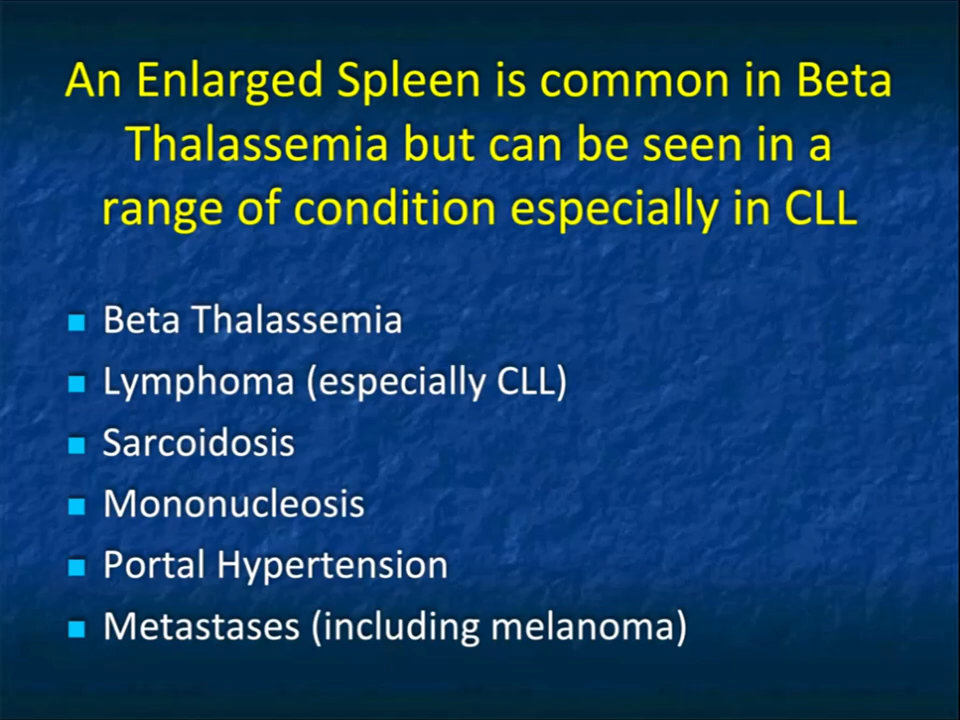 An Enlarged Spleen is common in Beta
Thalassemia but can be seen in a
range of condition especially in CLL
Beta Thalassemia
Lymphoma (especially CLL)
Sarcoidosis
Mononucleosis
Portal Hypertension
Metastases (including melanoma)